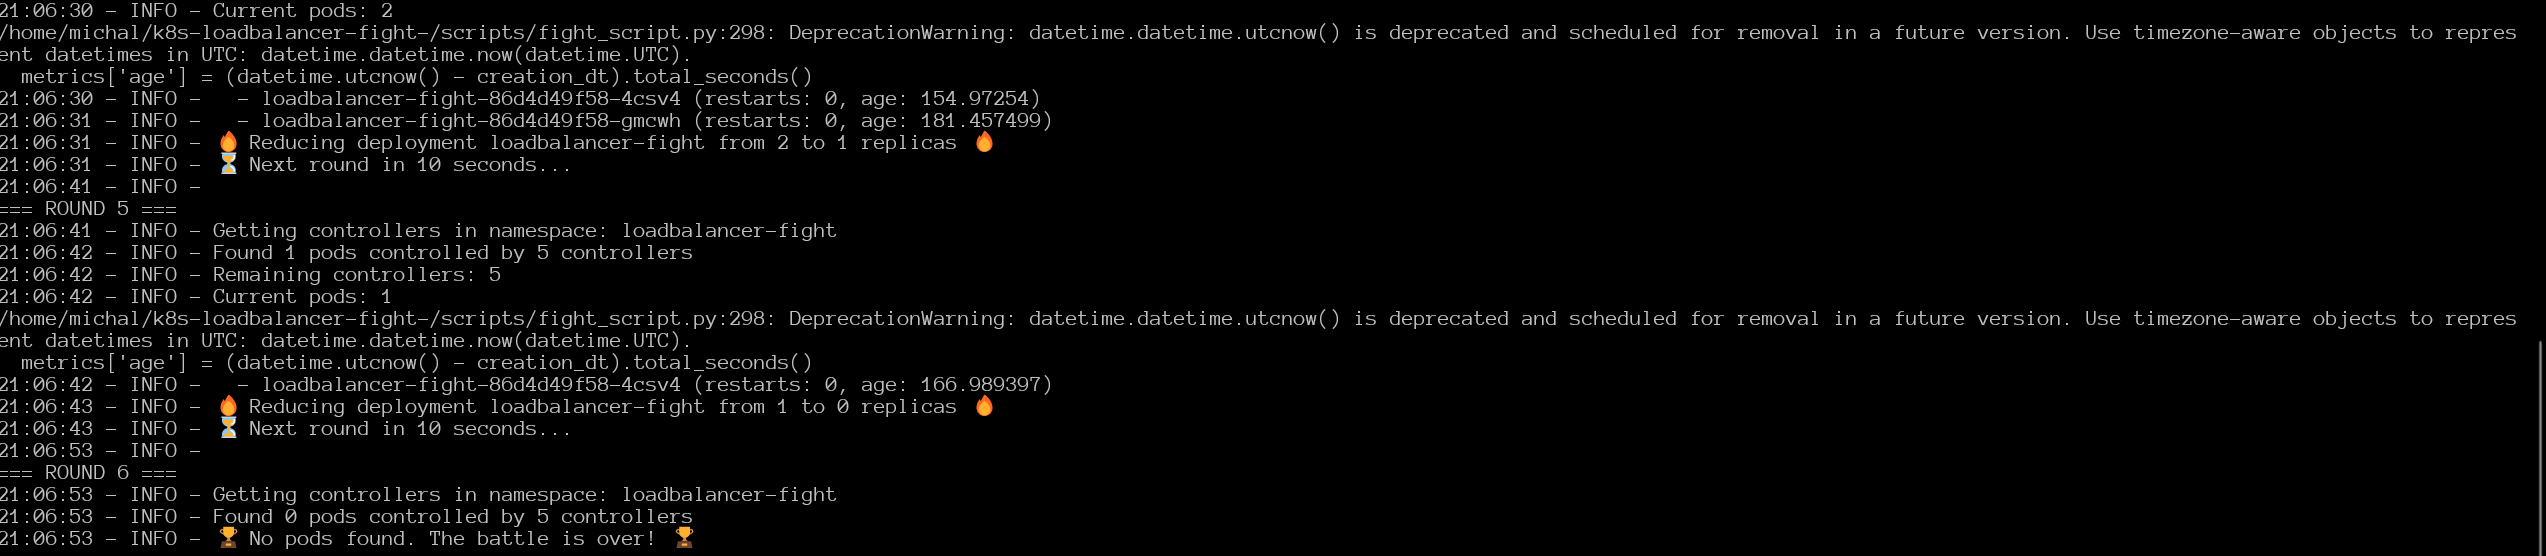 21:06:30 - INFO - Current pods: 2
/home/michal/k8s-loadbalancer-fight-/scripts/fight_script.py:298: DeprecationWarning: datetime.datetime.utcnow() is deprecated and scheduled for removal in a future version. Use timezone-aware objects to repres
ent datetimes in UTC: datetime.datetime.now(datetime.UTC).
  metrics['age'] = (datetime.utcnow() - creation_dt).total_seconds()
21:06:30 - INFO -   - loadbalancer-fight-86d4d49f58-4csv4 (restarts: 0, age: 154.97254)
21:06:31 - INFO -   - loadbalancer-fight-86d4d49f58-gmcwh (restarts: 0, age: 181.457499)
21:06:31 - INFO - 🔥 Reducing deployment loadbalancer-fight from 2 to 1 replicas 🔥
21:06:31 - INFO - ⏳ Next round in 10 seconds...
21:06:41 - INFO -
=== ROUND 5 ===
21:06:41 - INFO - Getting controllers in namespace: loadbalancer-fight
21:06:42 - INFO - Found 1 pods controlled by 5 controllers
21:06:42 - INFO - Remaining controllers: 5
21:06:42 - INFO - Current pods: 1
/home/michal/k8s-loadbalancer-fight-/scripts/fight_script.py:298: DeprecationWarning: datetime.datetime.utcnow() is deprecated and scheduled for removal in a future version. Use timezone-aware objects to repres
ent datetimes in UTC: datetime.datetime.now(datetime.UTC).
  metrics['age'] = (datetime.utcnow() - creation_dt).total_seconds()
21:06:42 - INFO -   - loadbalancer-fight-86d4d49f58-4csv4 (restarts: 0, age: 166.989397)
21:06:43 - INFO - 🔥 Reducing deployment loadbalancer-fight from 1 to 0 replicas 🔥
21:06:43 - INFO - ⏳ Next round in 10 seconds...
21:06:53 - INFO -
=== ROUND 6 ===
21:06:53 - INFO - Getting controllers in namespace: loadbalancer-fight
21:06:53 - INFO - Found 0 pods controlled by 5 controllers
21:06:53 - INFO - 🏆 No pods found. The battle is over! 🏆